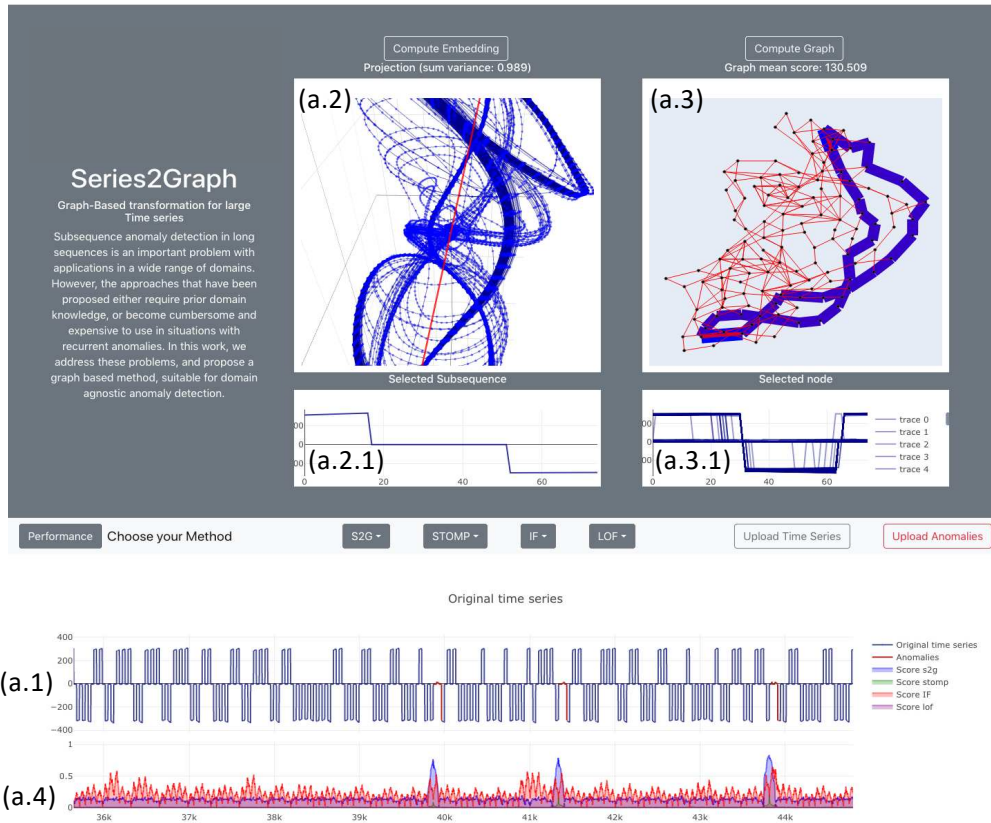 Compute Embedding
Projection (sum variance: 0.989)
Compute Graph
Graph mean score: 130.509
(a.2)
(a.3)
Series2Graph
Graph-Based transformation for large
Time series
Subsequence anomaly detection in long
sequences is an important problem with
applications in a wide range of domains.
However, the approaches that have been
proposed either require prior domain
knowledge, or become cumbersome and
expensive to use in situations with
recurrent anomalies. In this work, we
address these problems, and propose a
graph based method, suitable for domain
agnostic anomaly detection.
Selected Subsequence
Selected node
00
0
00
(a.2.1)
0 20 40 60
00
0
00
(a.3.1)
0 20 40 60
trace 0
trace 1
trace 2
trace 3
trace 4
Performance Choose your Method S2G STOMP IF LOF Upload Time Series Upload Anomalies
Original time series
(a.1)
400
200
0
−200
−400
Original time series
Anomalies
Score s2g
Score stomp
Score IF
Score lof
(a.4)
1
0.5
0
36k 37k 38k 39k 40k 41k 42k 43k 44k